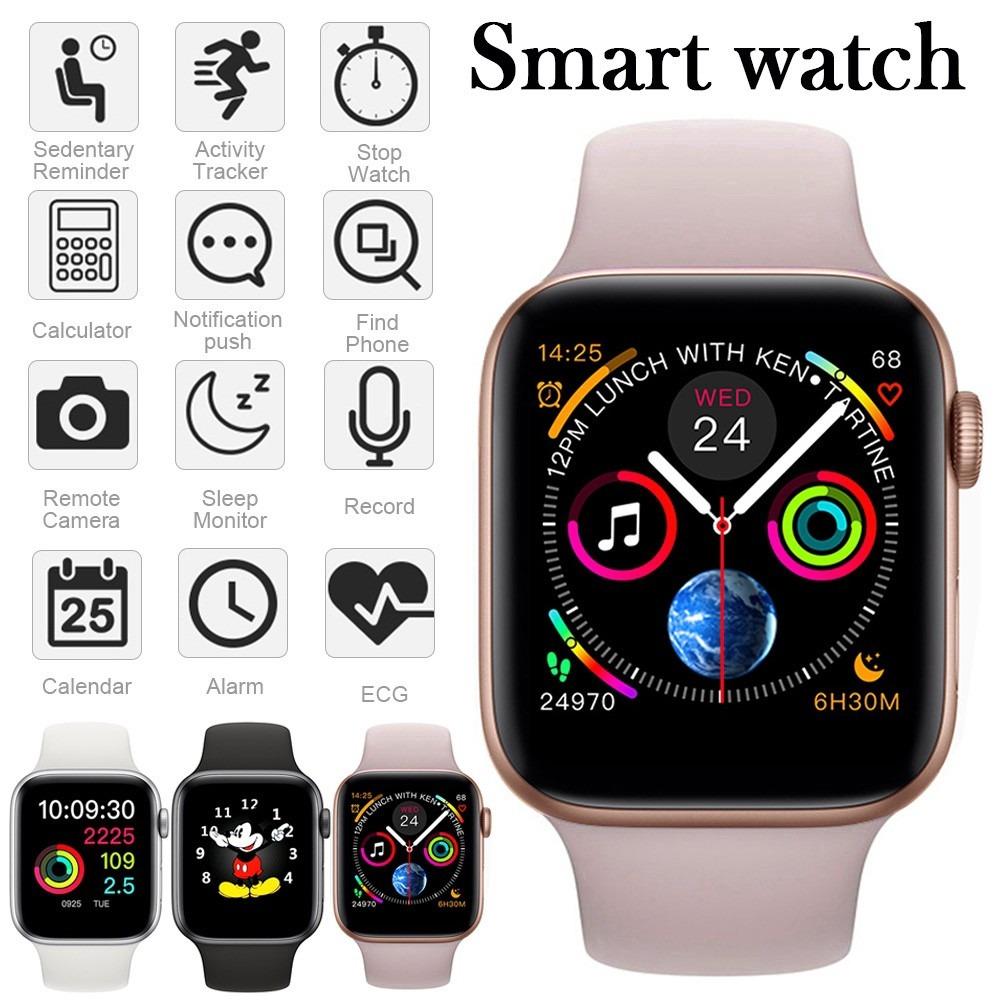 Smart watch
Sedentary
Reminder
Activity
Tracker
Stop
Watch
Calculator
Notification
push
Find
Phone
Remote
Camera
Sleep
Monitor
Record
25
Calendar
Alarm
ECG
14:25
68
12PM LUNCH WITH KEN• TARTINE
WED
24
24970
6H30M
10:09:30
2225
109
2.5
0925 TUE
11 12 1
10 2
9 3
8 4
14:25
68
12PM LUNCH WITH KEN• TARTINE
WED
24
24970
6H30M